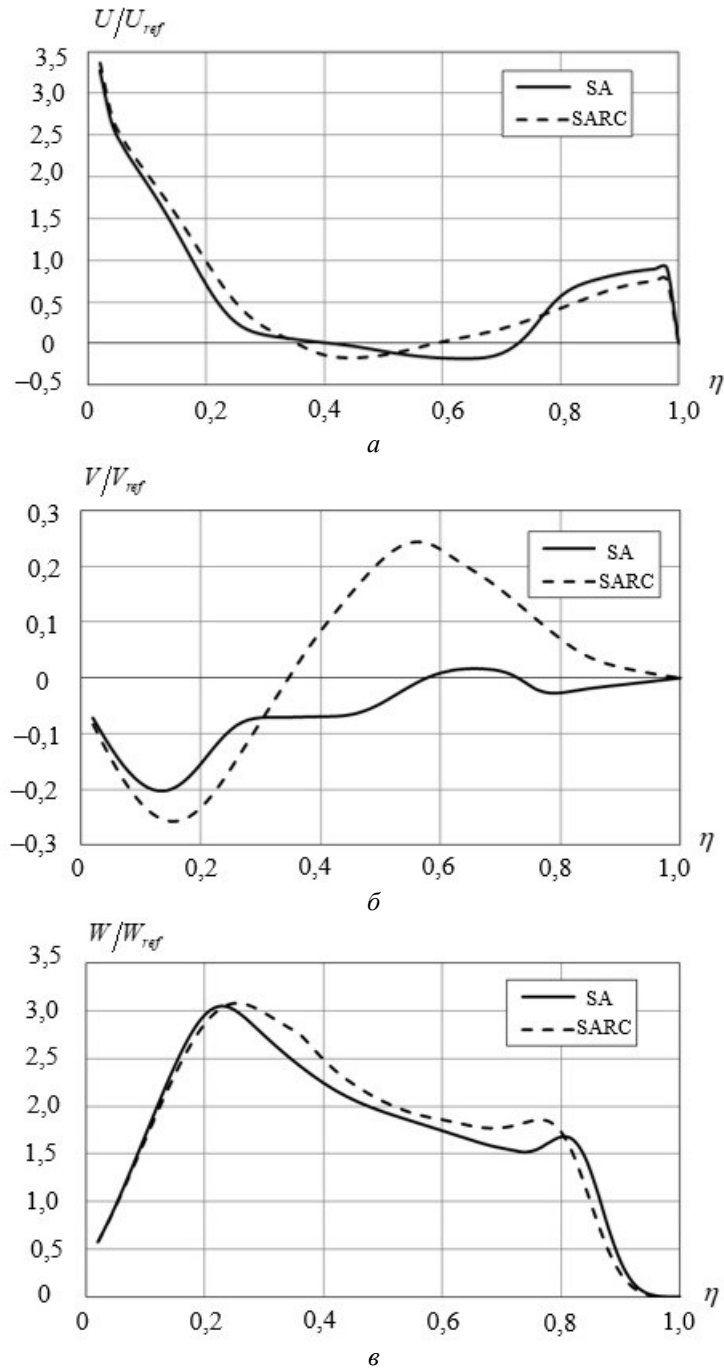 U/U_ref
3,5
3,0
2,5
2,0
1,5
1,0
0,5
0
–0,5
SA
SARC
0 0,2 0,4 0,6 0,8 1,0 η
а
V/V_ref
0,3
0,2
0,1
0
–0,1
–0,2
–0,3
SA
SARC
0 0,2 0,4 0,6 0,8 1,0 η
б
W/W_ref
3,5
3,0
2,5
2,0
1,5
1,0
0,5
0
SA
SARC
0 0,2 0,4 0,6 0,8 1,0 η
в